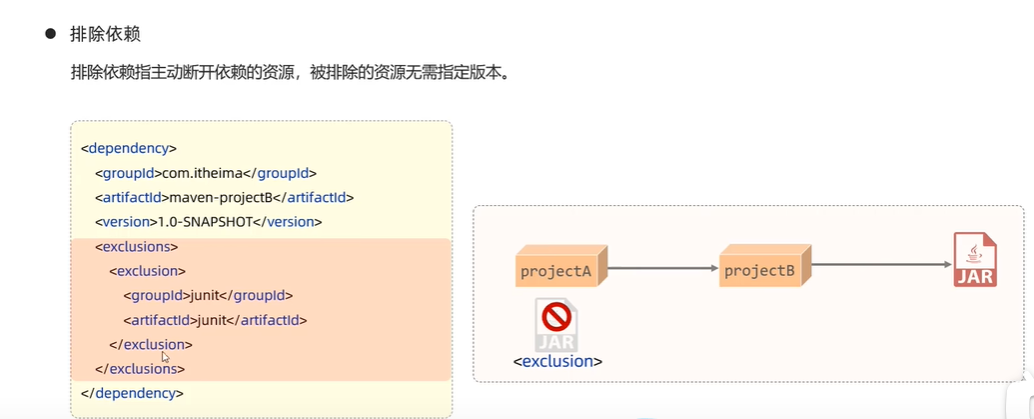 排除依赖
排除依赖指主动断开依赖的资源，被排除的资源无需指定版本。
<dependency>
<groupId>com.itheima</groupId>
<artifactId>maven-projectB</artifactId>
<version>1.0-SNAPSHOT</version>
<exclusions>
<exclusion>
<groupId>junit</groupId>
<artifactId>junit</artifactId>
</exclusion>
</exclusions>
</dependency>
projectA
projectB
JAR
JAR
<exclusion>